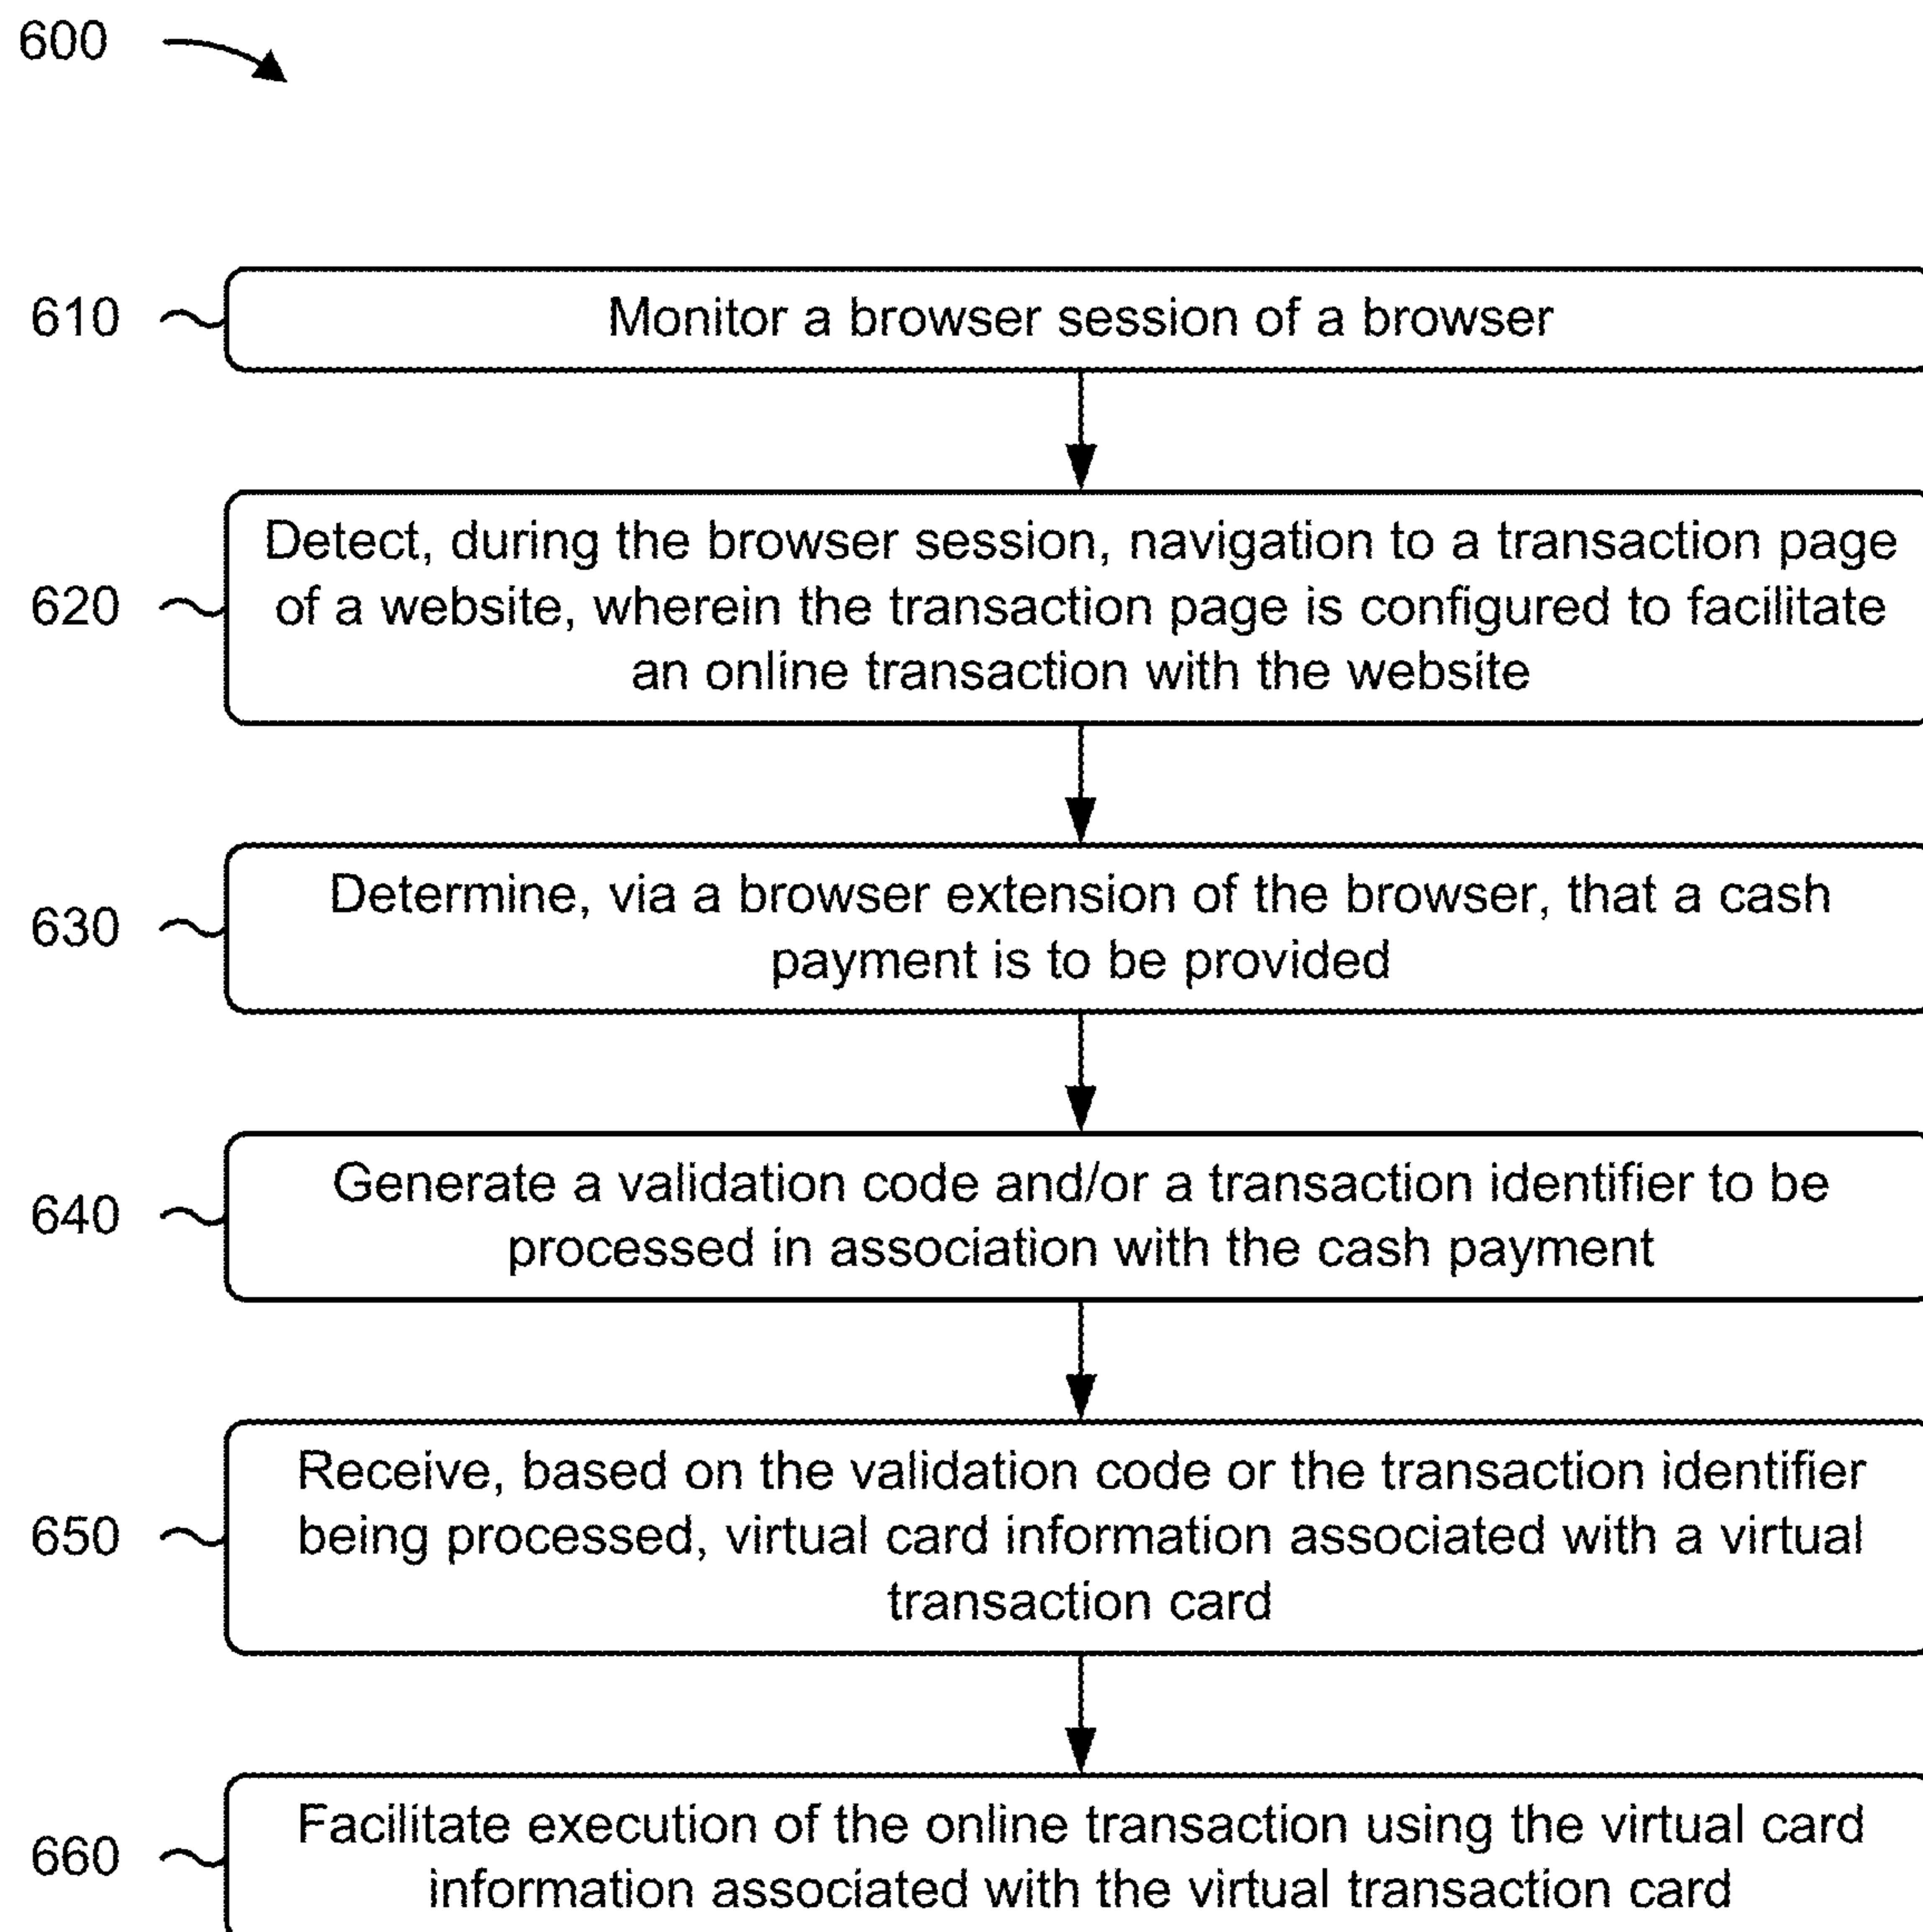 600
610
Monitor a browser session of a browser
620
Detect, during the browser session, navigation to a transaction page
of a website, wherein the transaction page is configured to facilitate
an online transaction with the website
630
Determine, via a browser extension of the browser, that a cash
payment is to be provided
640
Generate a validation code and/or a transaction identifier to be
processed in association with the cash payment
650
Receive, based on the validation code or the transaction identifier
being processed, virtual card information associated with a virtual
transaction card
660
Facilitate execution of the online transaction using the virtual card
information associated with the virtual transaction card